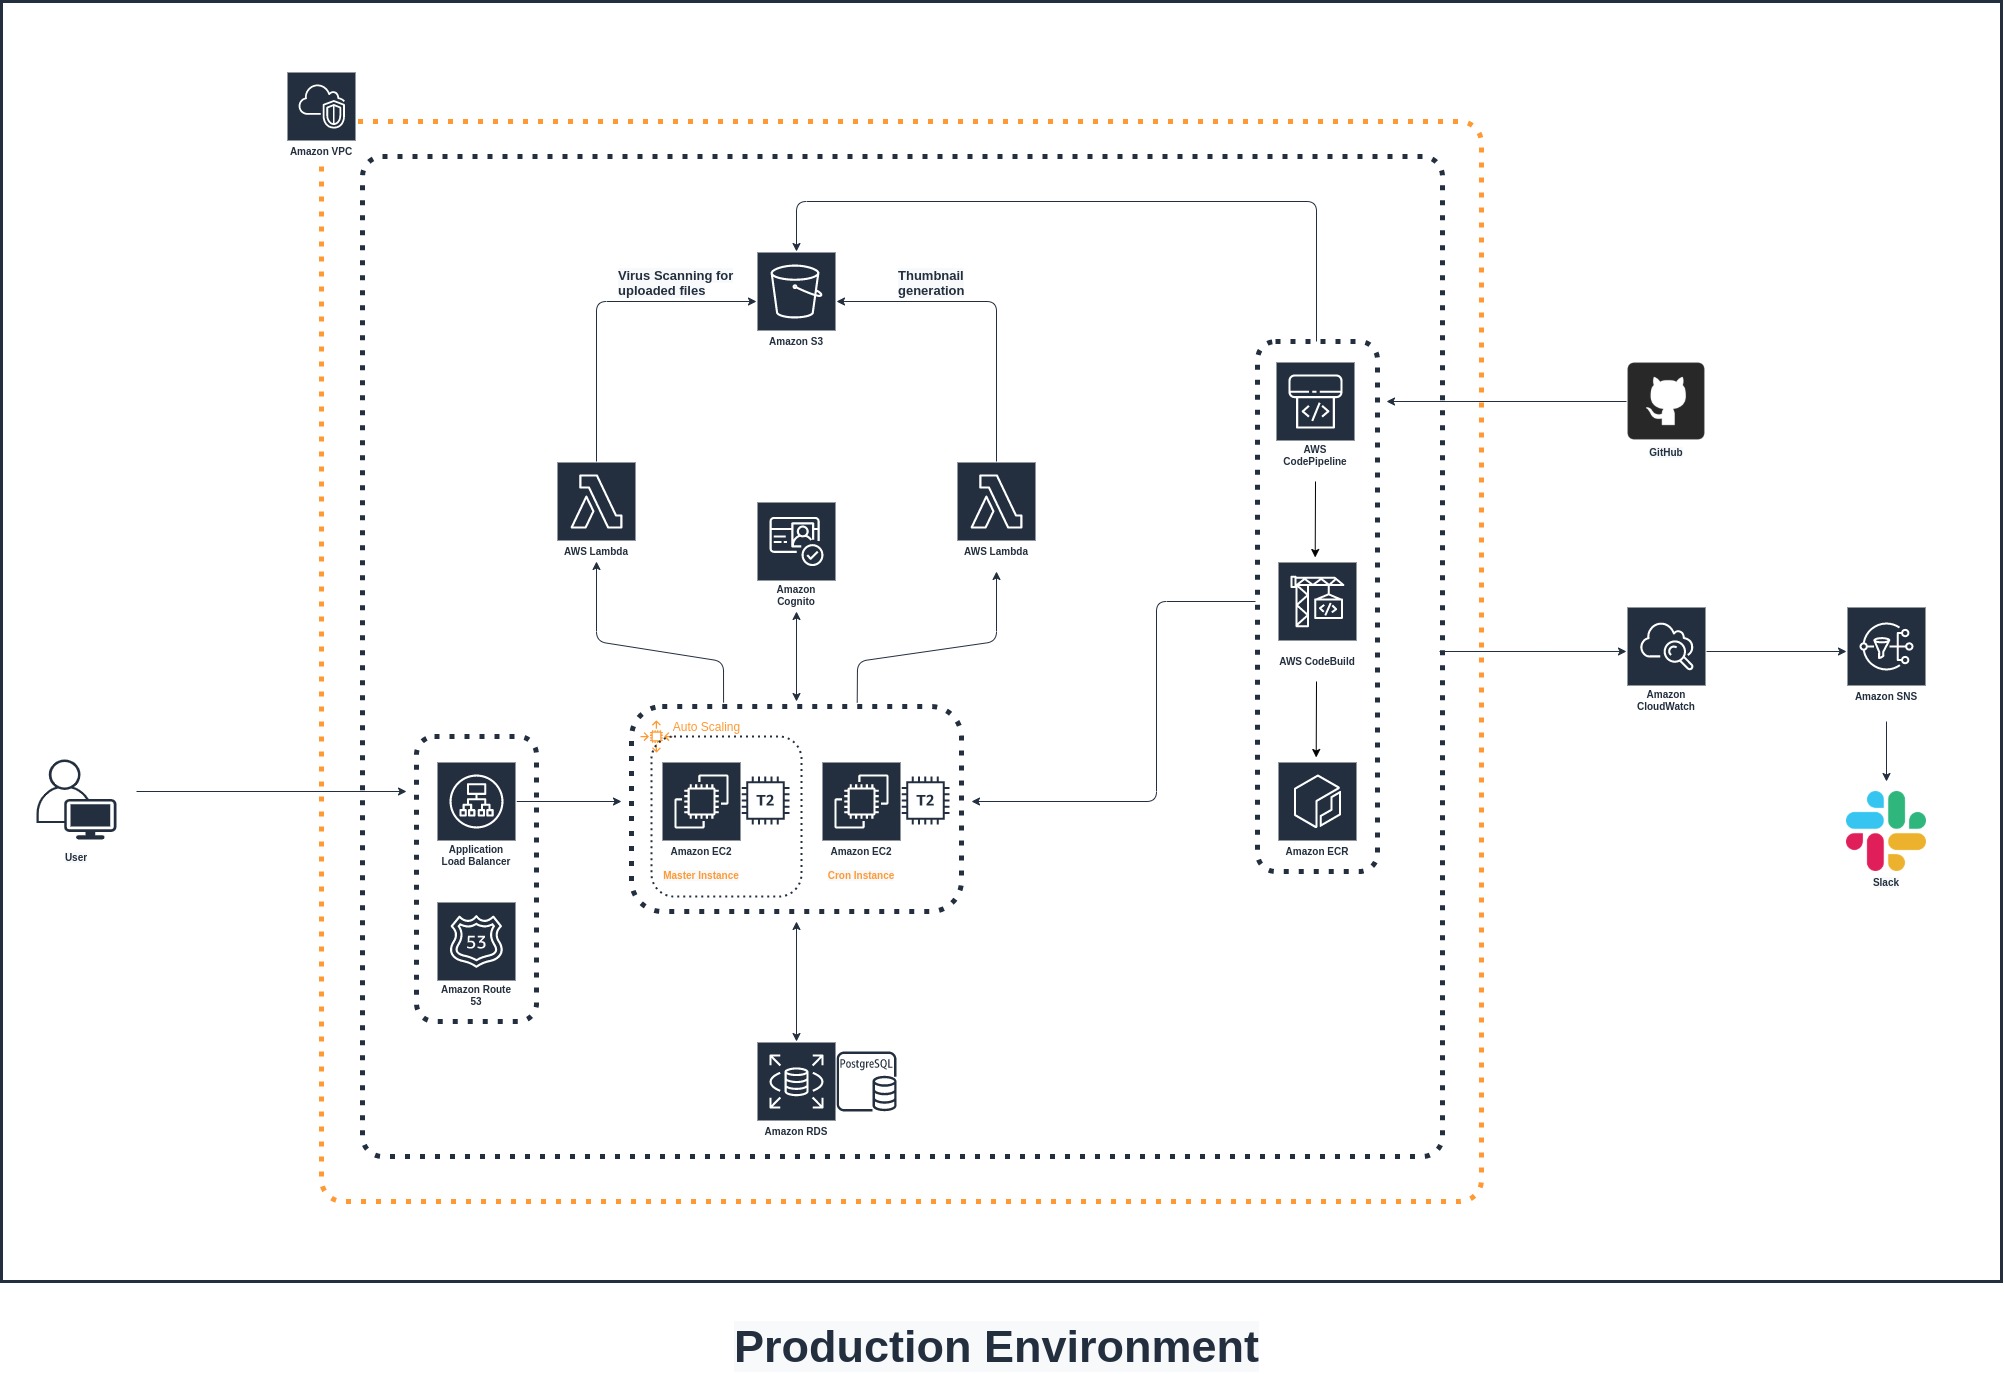 Amazon VPC
Virus Scanning for
uploaded files
Thumbnail
generation
Amazon S3
AWS
CodePipeline
GitHub
AWS Lambda
AWS Lambda
Amazon
Cognito
AWS CodeBuild
Amazon
CloudWatch
Amazon SNS
Auto Scaling
T2
T2
User
Application
Load Balancer
Amazon EC2
Amazon EC2
Amazon ECR
Master Instance
Cron Instance
Slack
53
Amazon Route
53
PostgreSQL
Amazon RDS
Production Environment